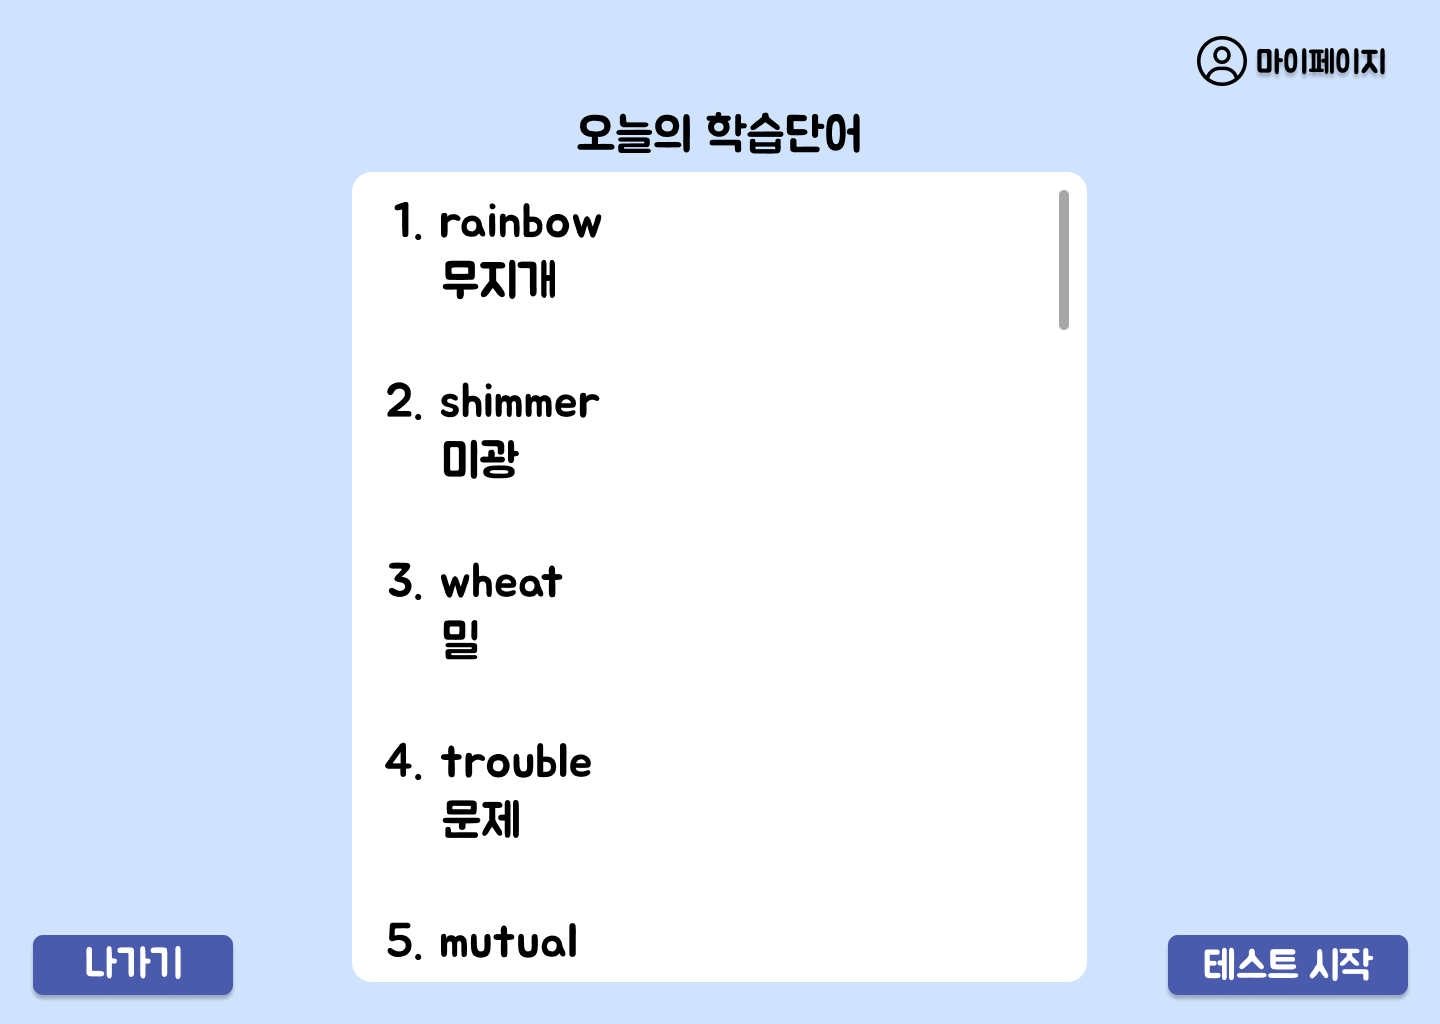 마이페이지
오늘의 학습단어
1. rainbow
무지개
2. shimmer
미광
3. wheat
밀
4. trouble
문제
5. mutual
나가기
테스트 시작